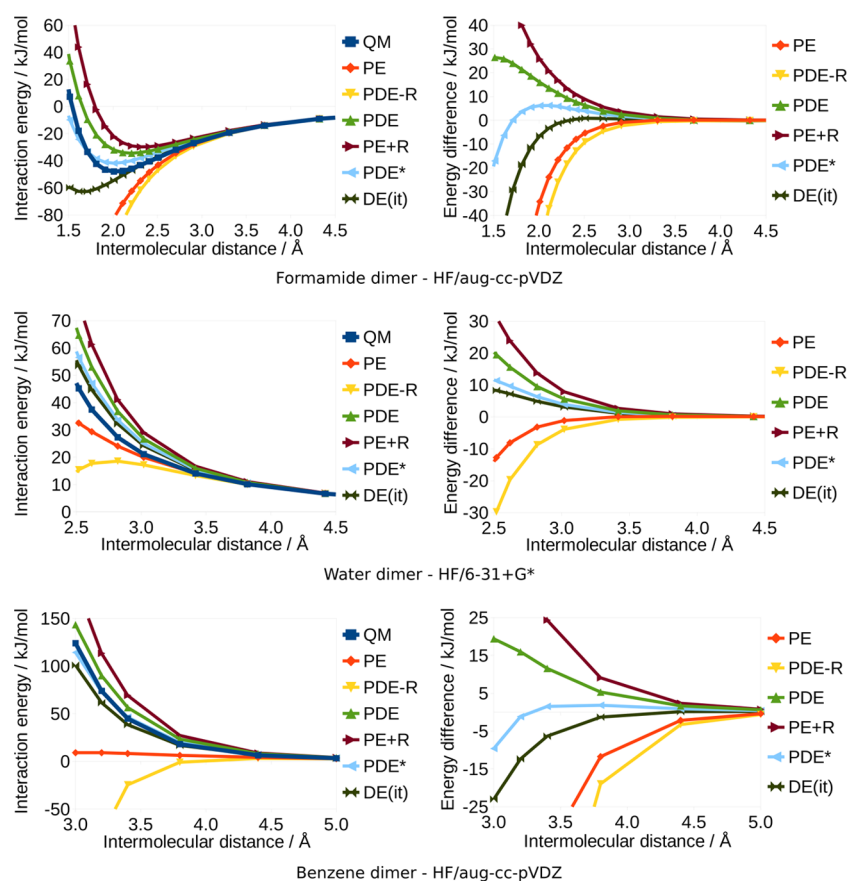 Interaction energy / kJ/mol
60
40
20
0
-20
-40
-60
-80
1.5 2.0 2.5 3.0 3.5 4.0 4.5
Intermolecular distance / Å
QM
PE
PDE-R
PDE
PE+R
PDE*
DE(it)
Energy difference / kJ/mol
40
30
20
10
0
-10
-20
-30
-40
1.5 2.0 2.5 3.0 3.5 4.0 4.5
Intermolecular distance / Å
PE
PDE-R
PDE
PE+R
PDE*
DE(it)
Formamide dimer - HF/aug-cc-pVDZ
Interaction energy / kJ/mol
70
60
50
40
30
20
10
0
2.5 3.0 3.5 4.0 4.5
Intermolecular distance / Å
QM
PE
PDE-R
PDE
PE+R
PDE*
DE(it)
Energy difference / kJ/mol
30
20
10
0
-10
-20
-30
2.5 3.0 3.5 4.0 4.5
Intermolecular distance / Å
PE
PDE-R
PDE
PE+R
PDE*
DE(it)
Water dimer - HF/6-31+G*
Interaction energy / kJ/mol
150
100
50
0
-50
3.0 3.5 4.0 4.5 5.0
Intermolecular distance / Å
QM
PE
PDE-R
PDE
PE+R
PDE*
DE(it)
Energy difference / kJ/mol
25
15
5
-5
-15
-25
3.0 3.5 4.0 4.5 5.0
Intermolecular distance / Å
PE
PDE-R
PDE
PE+R
PDE*
DE(it)
Benzene dimer - HF/aug-cc-pVDZ